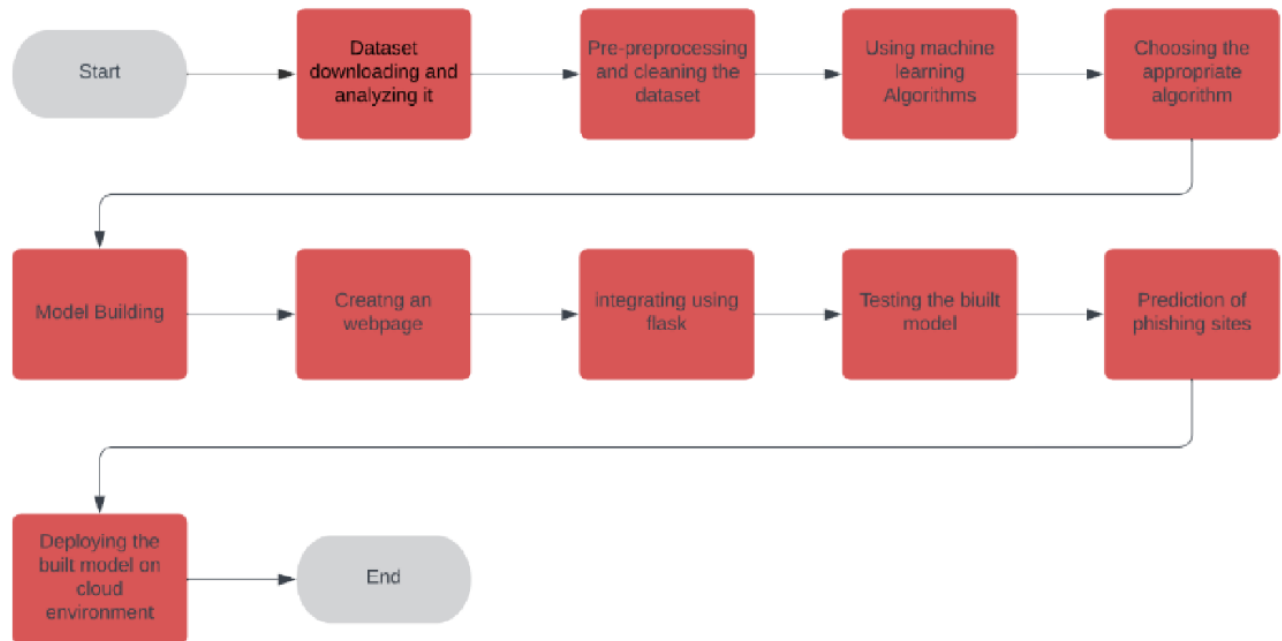 Start
Dataset
downloading and
analyzing it
Pre-preprocessing
and cleaning the
dataset
Using machine
learning
Algorithms
Choosing the
appropriate
algorithm
Model Building
Creatng an
webpage
integrating using
flask
Testing the biuilt
model
Prediction of
phishing sites
Deploying the
built model on
cloud
environment
End